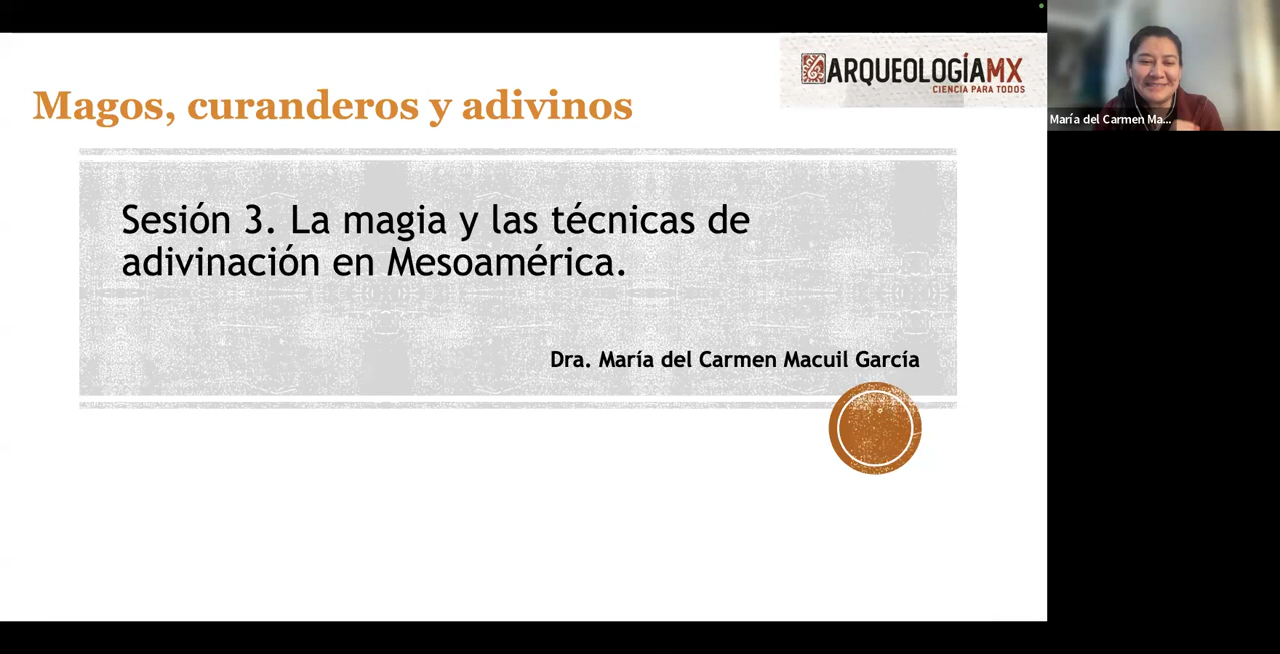 ARQUEOLOGÍAMX
CIENCIA PARA TODOS
Magos, curanderos y adivinos
María del Carmen Ma...
Sesión 3. La magia y las técnicas de
adivinación en Mesoamérica.
Dra. María del Carmen Macuil García